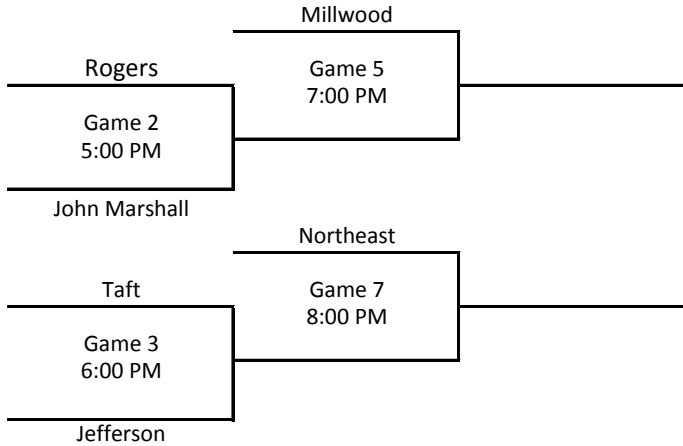 Millwood
Rogers
Game 5
7:00 PM
Game 2
5:00 PM
John Marshall
Northeast
Taft
Game 7
8:00 PM
Game 3
6:00 PM
Jefferson